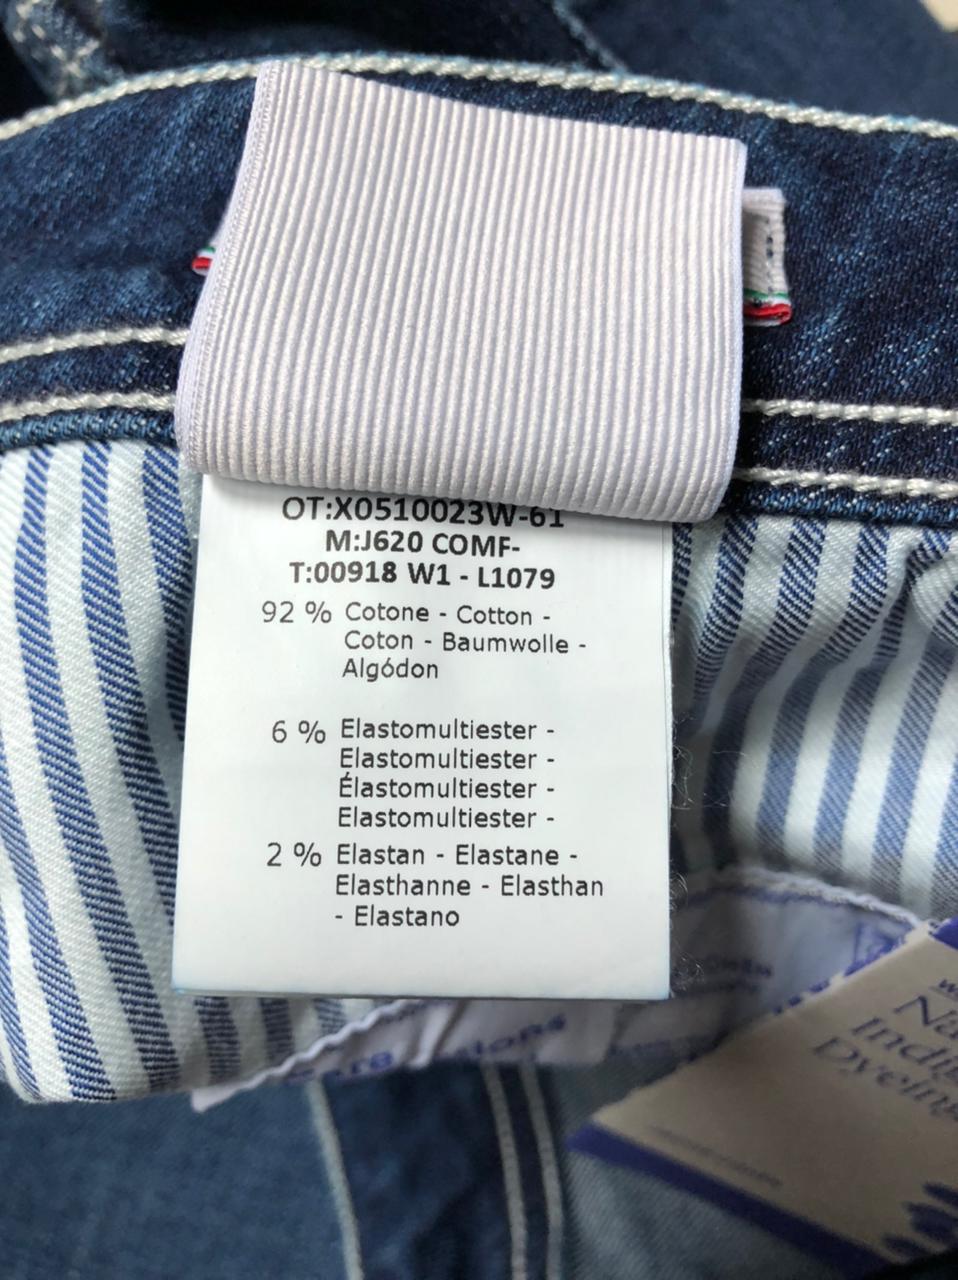 OT:X0510023W-61
M:J620 COMF-
T:00918 W1 - L1079
92 % Cotone - Cotton -
Coton - Baumwolle -
Algódon
6 % Elastomultiester -
Elastomultiester -
Élastomultiester -
Elastomultiester -
2 % Elastan - Elastane -
Elasthanne - Elasthan
- Elastano
Dyeing